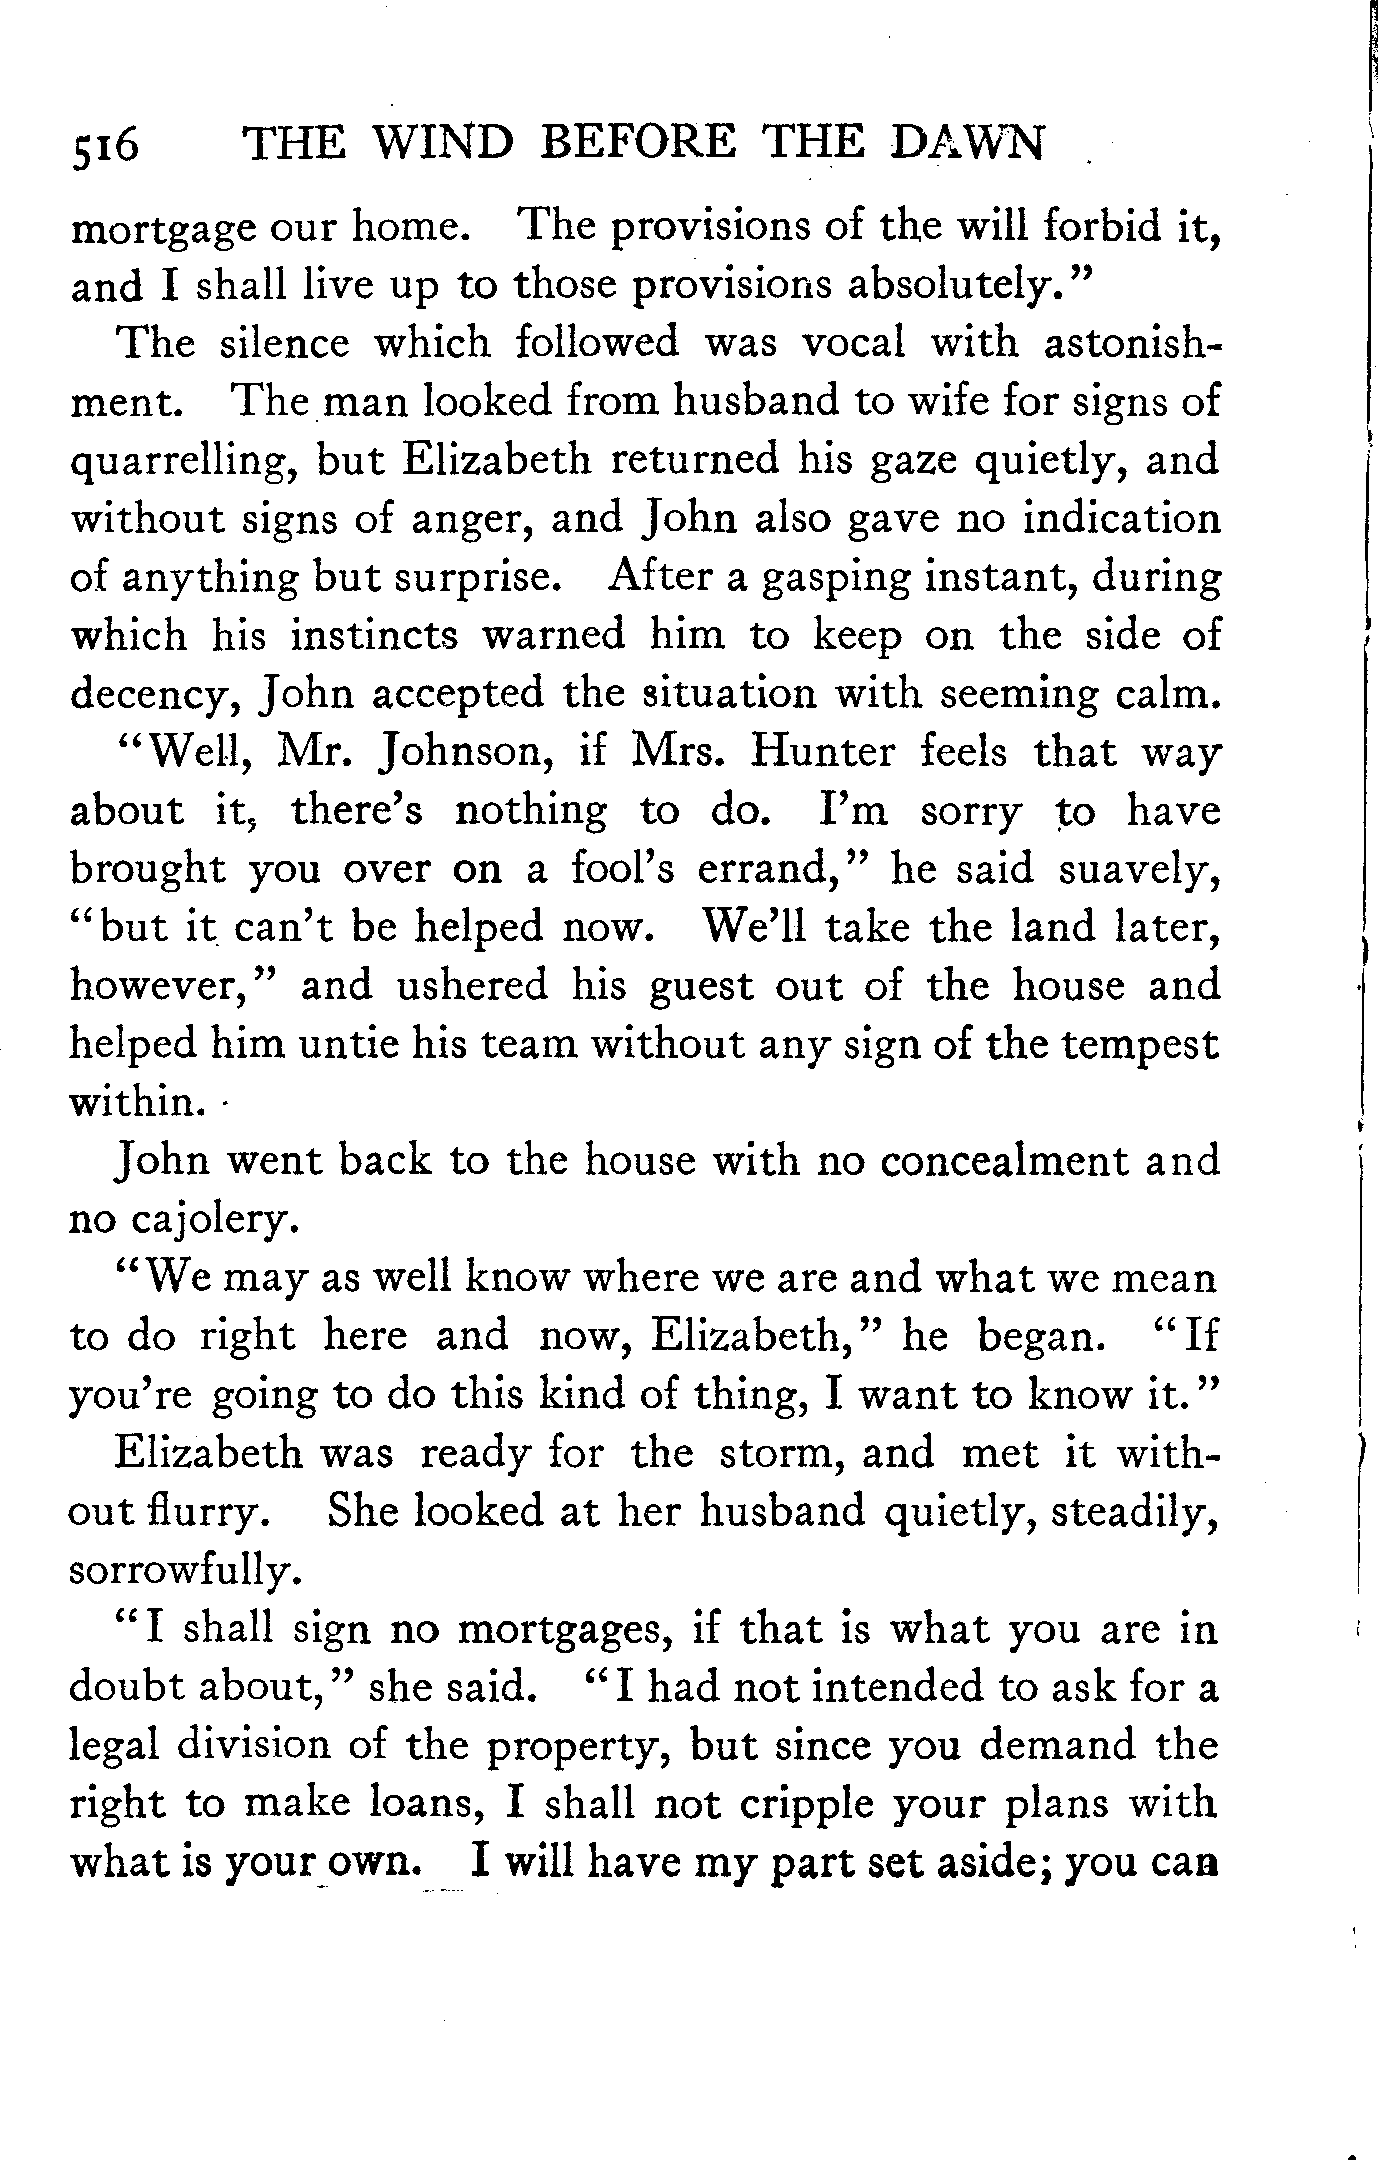 516 THE WIND BEFORE THE DAWN
mortgage our home. The provisions of the will forbid it,
and I shall live up to those provisions absolutely."
The silence which followed was vocal with astonish-
ment. The man looked from husband to wife for signs of
quarrelling, but Elizabeth returned his gaze quietly, and
without signs of anger, and John also gave no indication
of anything but surprise. After a gasping instant, during
which his instincts warned him to keep on the side of
decency, John accepted the situation with seeming calm.
"Well, Mr. Johnson, if Mrs. Hunter feels that way
about it, there's nothing to do. I'm sorry to have
brought you over on a fool's errand," he said suavely,
"but it can't be helped now. We'll take the land later,
however," and ushered his guest out of the house and
helped him untie his team without any sign of the tempest
within.
John went back to the house with no concealment and
no cajolery.
"We may as well know where we are and what we mean
to do right here and now, Elizabeth," he began. "If
you're going to do this kind of thing, I want to know it."
Elizabeth was ready for the storm, and met it with-
out flurry. She looked at her husband quietly, steadily,
sorrowfully.
"I shall sign no mortgages, if that is what you are in
doubt about," she said. "I had not intended to ask for a
legal division of the property, but since you demand the
right to make loans, I shall not cripple your plans with
what is your own. I will have my part set aside; you can